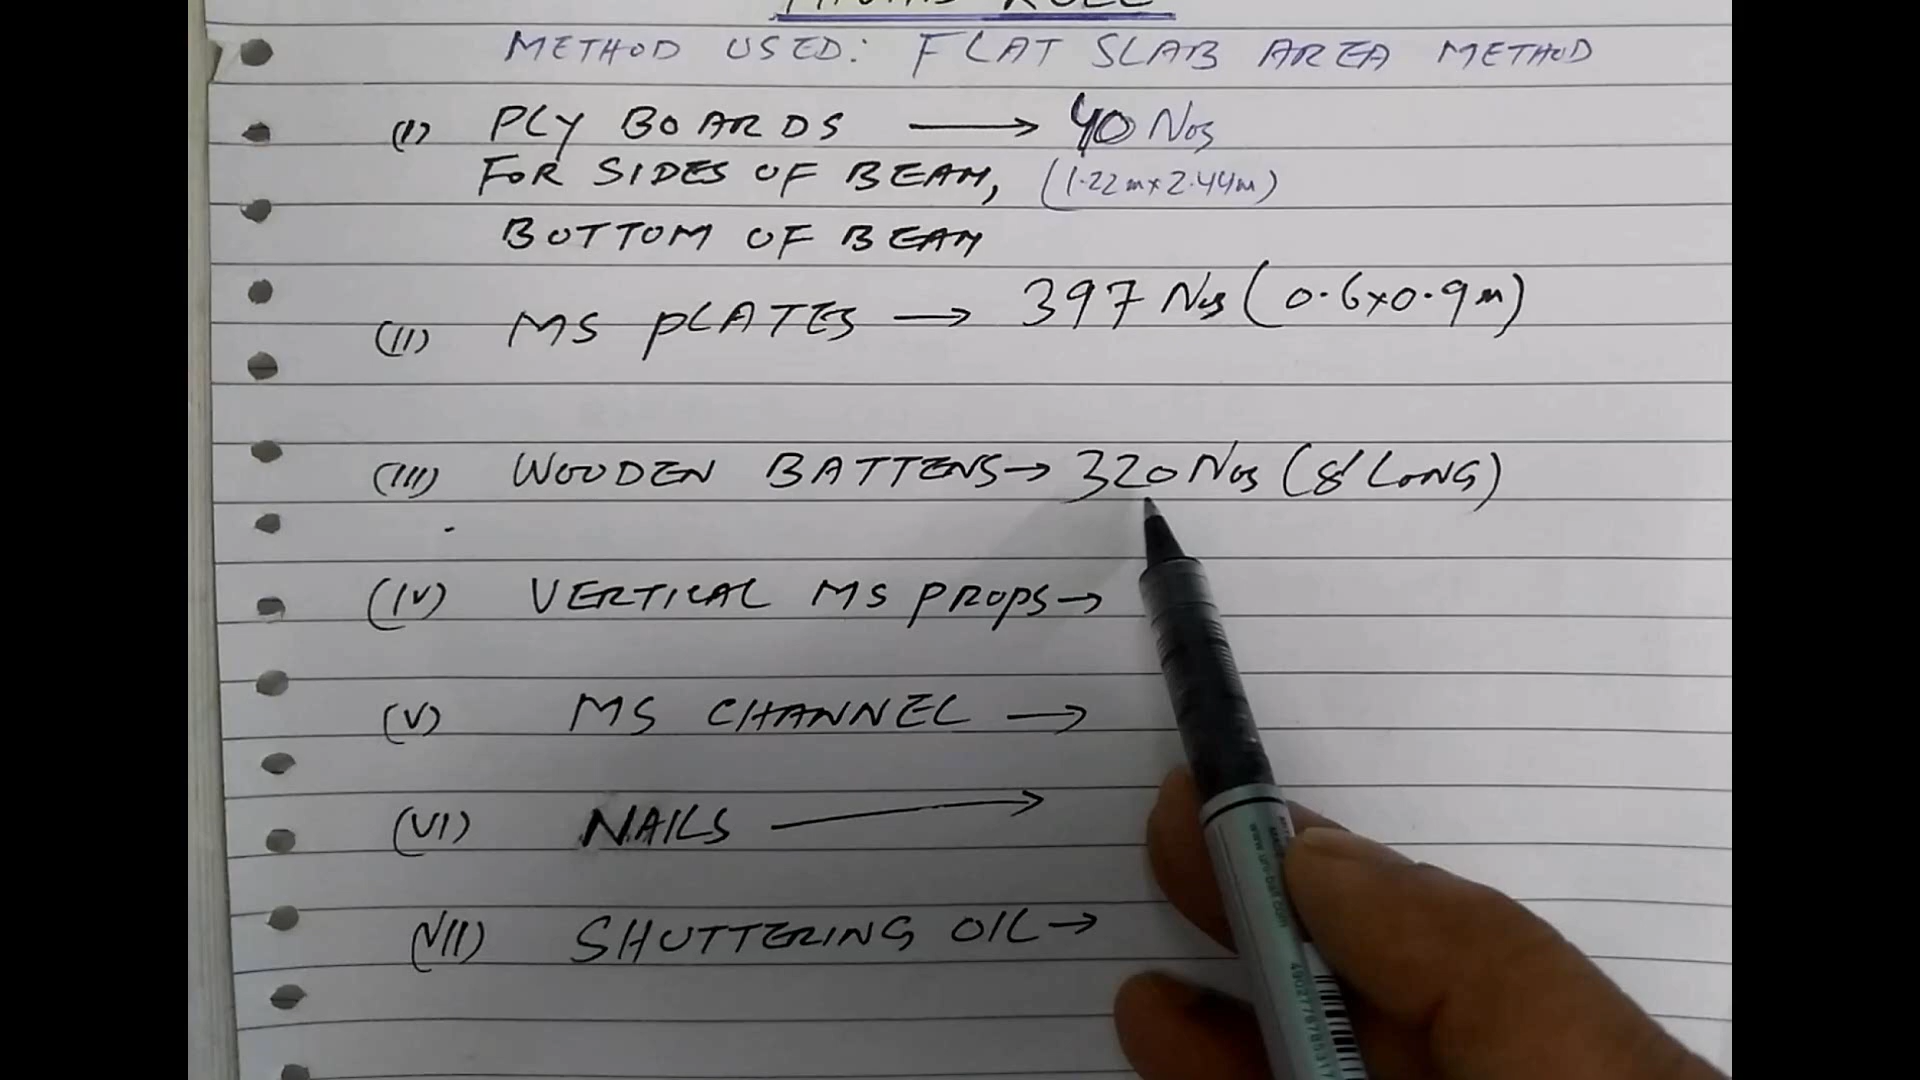 THUMB RULE
METHOD USED: FLAT SLAB AREA METHOD
(I) PLY BOARDS → 40 Nos
FOR SIDES OF BEAM, (1.22m x 2.44m)
BOTTOM OF BEAM
(II) MS PLATES → 397 Nos (0.6x0.9m)
(III) WOODEN BATTENS → 320 Nos (8' LONG)
(IV) VERTICAL MS PROPS →
(V) MS CHANNEL →
(VI) NAILS →
(VII) SHUTTERING OIL →